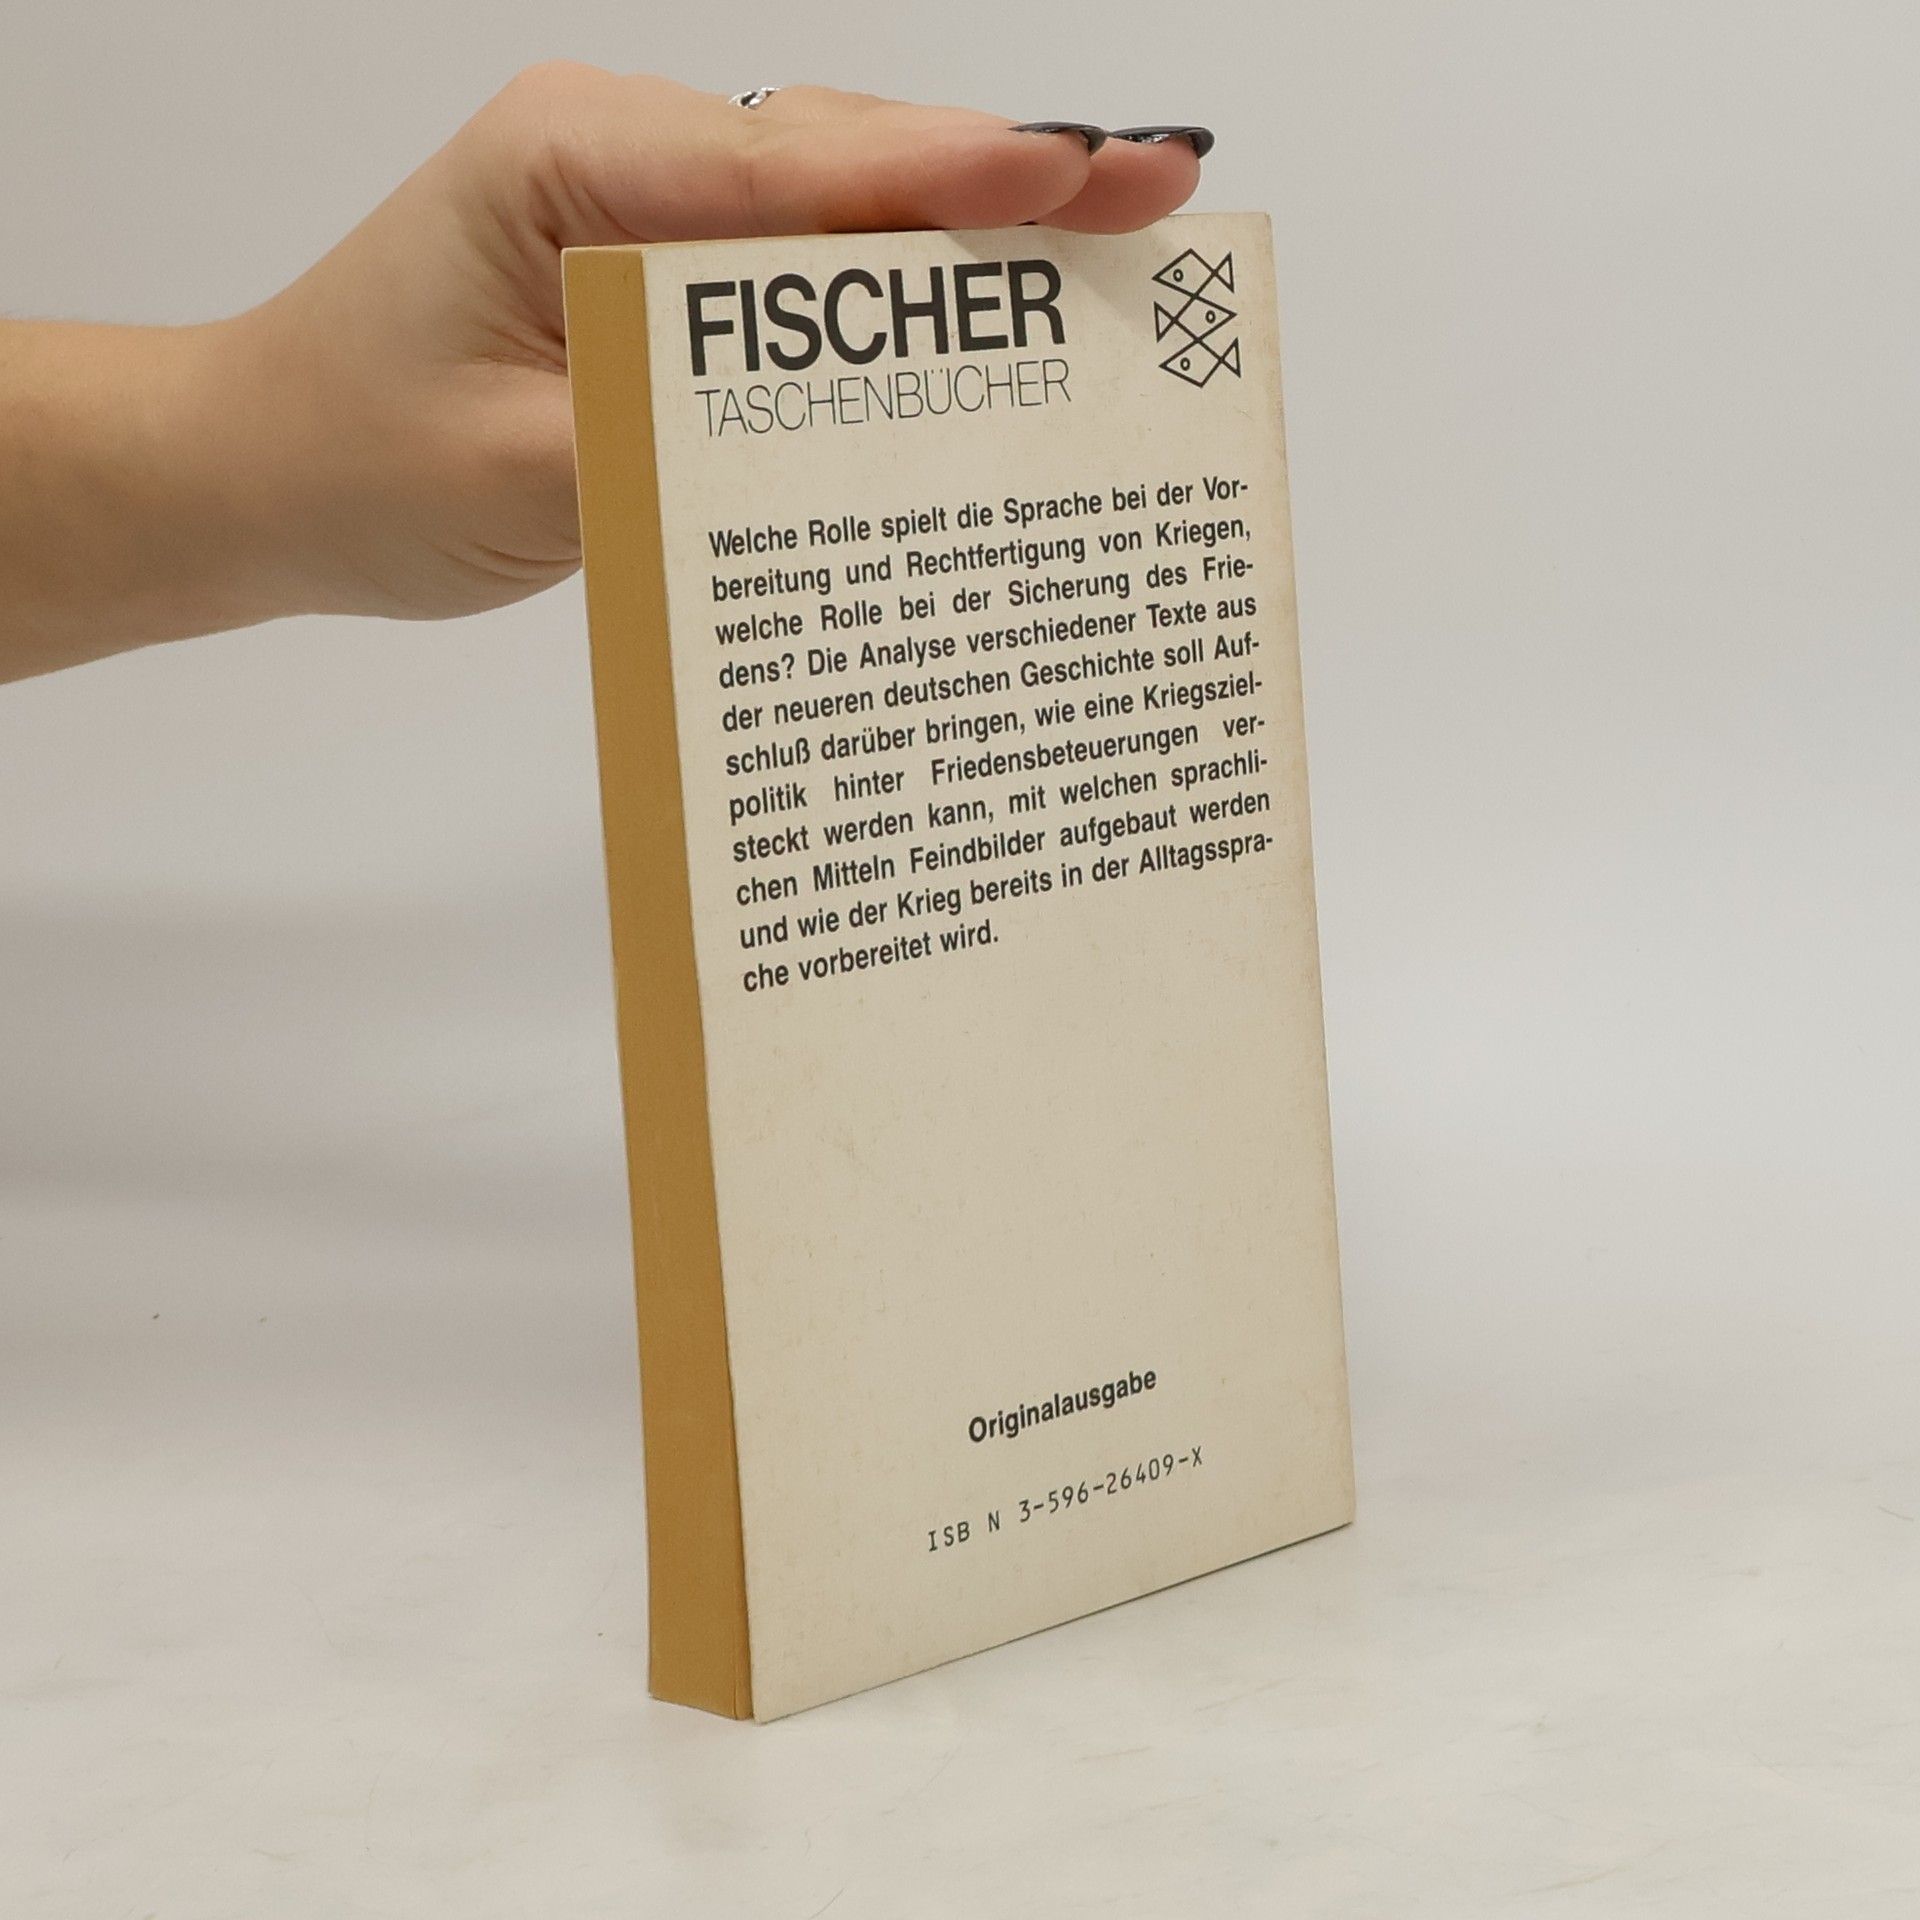 FISCHER
TASCHENBÜCHER
Welche Rolle spielt die Sprache bei der Vor-
bereitung und Rechtfertigung von Kriegen,
welche Rolle bei der Sicherung des Frie-
dens? Die Analyse verschiedener Texte aus
der neueren deutschen Geschichte soll Auf-
schluß darüber bringen, wie eine Kriegsziel-
politik hinter Friedensbeteuerungen ver-
steckt werden kann, mit welchen sprachli-
chen Mitteln Feindbilder aufgebaut werden
und wie der Krieg bereits in der Alltagsspra-
che vorbereitet wird.
Originalausgabe
ISB N 3-596-26409-X